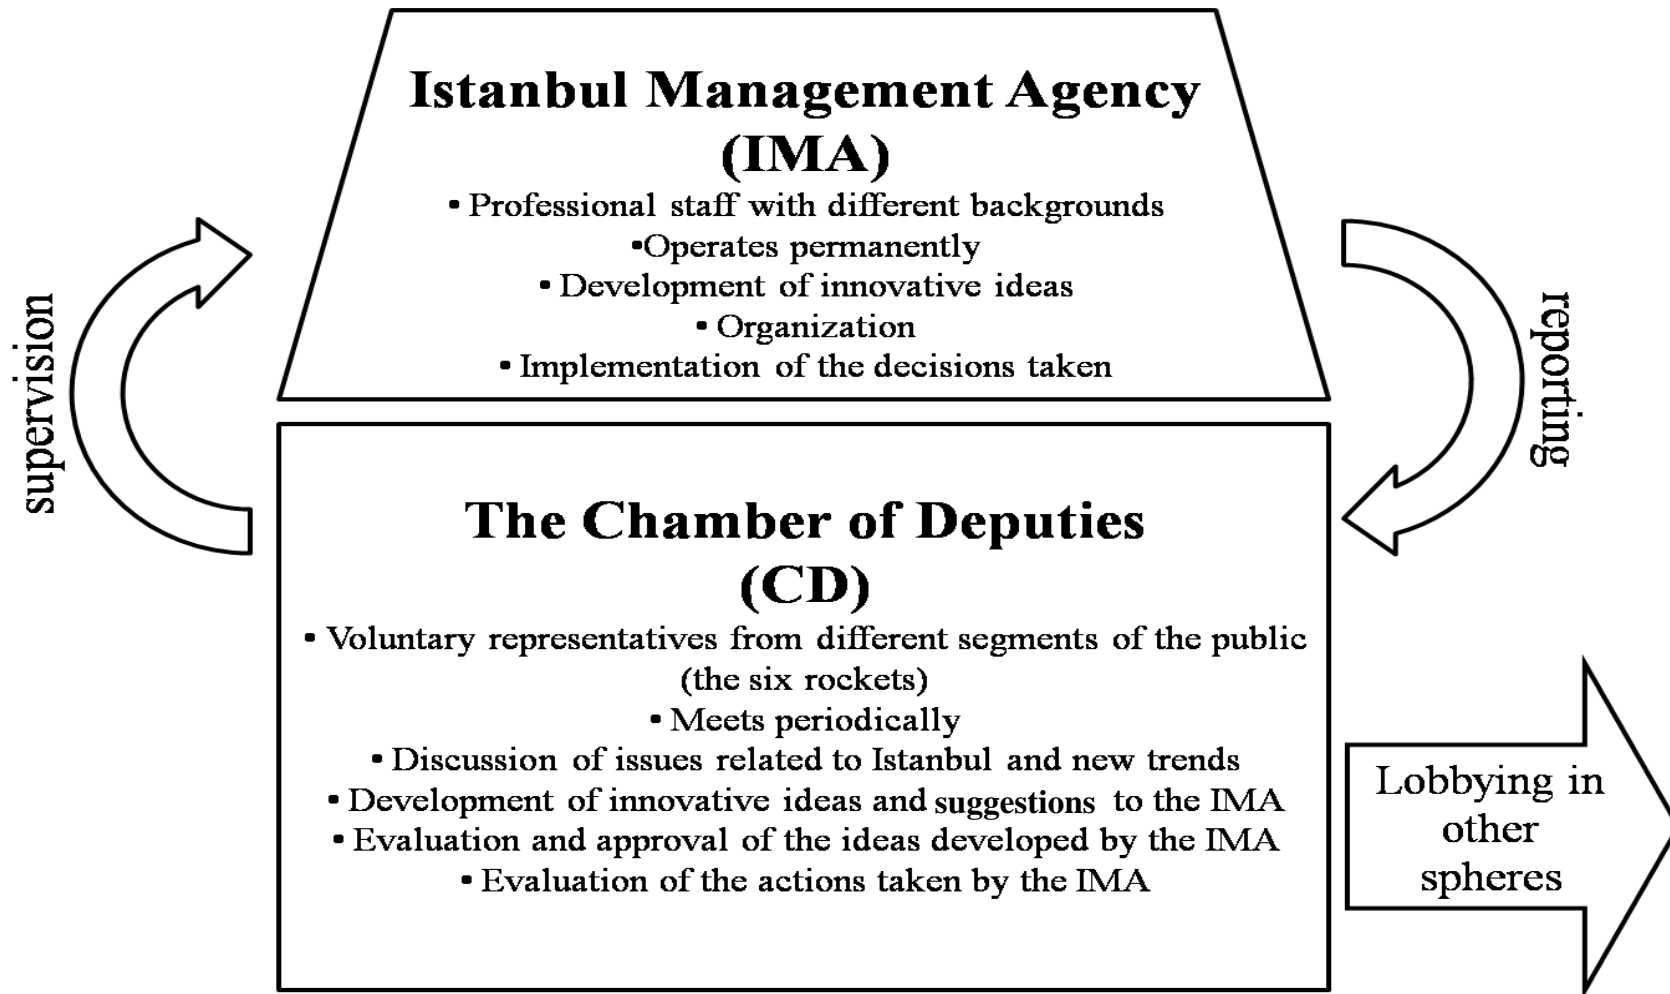 Istanbul Management Agency
(IMA)
▪ Professional staff with different backgrounds
▪Operates permanently
▪ Development of innovative ideas
▪ Organization
▪ Implementation of the decisions taken
supervision
reporting
The Chamber of Deputies
(CD)
▪ Voluntary representatives from different segments of the public
(the six rockets)
▪ Meets periodically
▪ Discussion of issues related to Istanbul and new trends
▪ Development of innovative ideas and suggestions to the IMA
▪ Evaluation and approval of the ideas developed by the IMA
▪ Evaluation of the actions taken by the IMA
Lobbying in
other
spheres